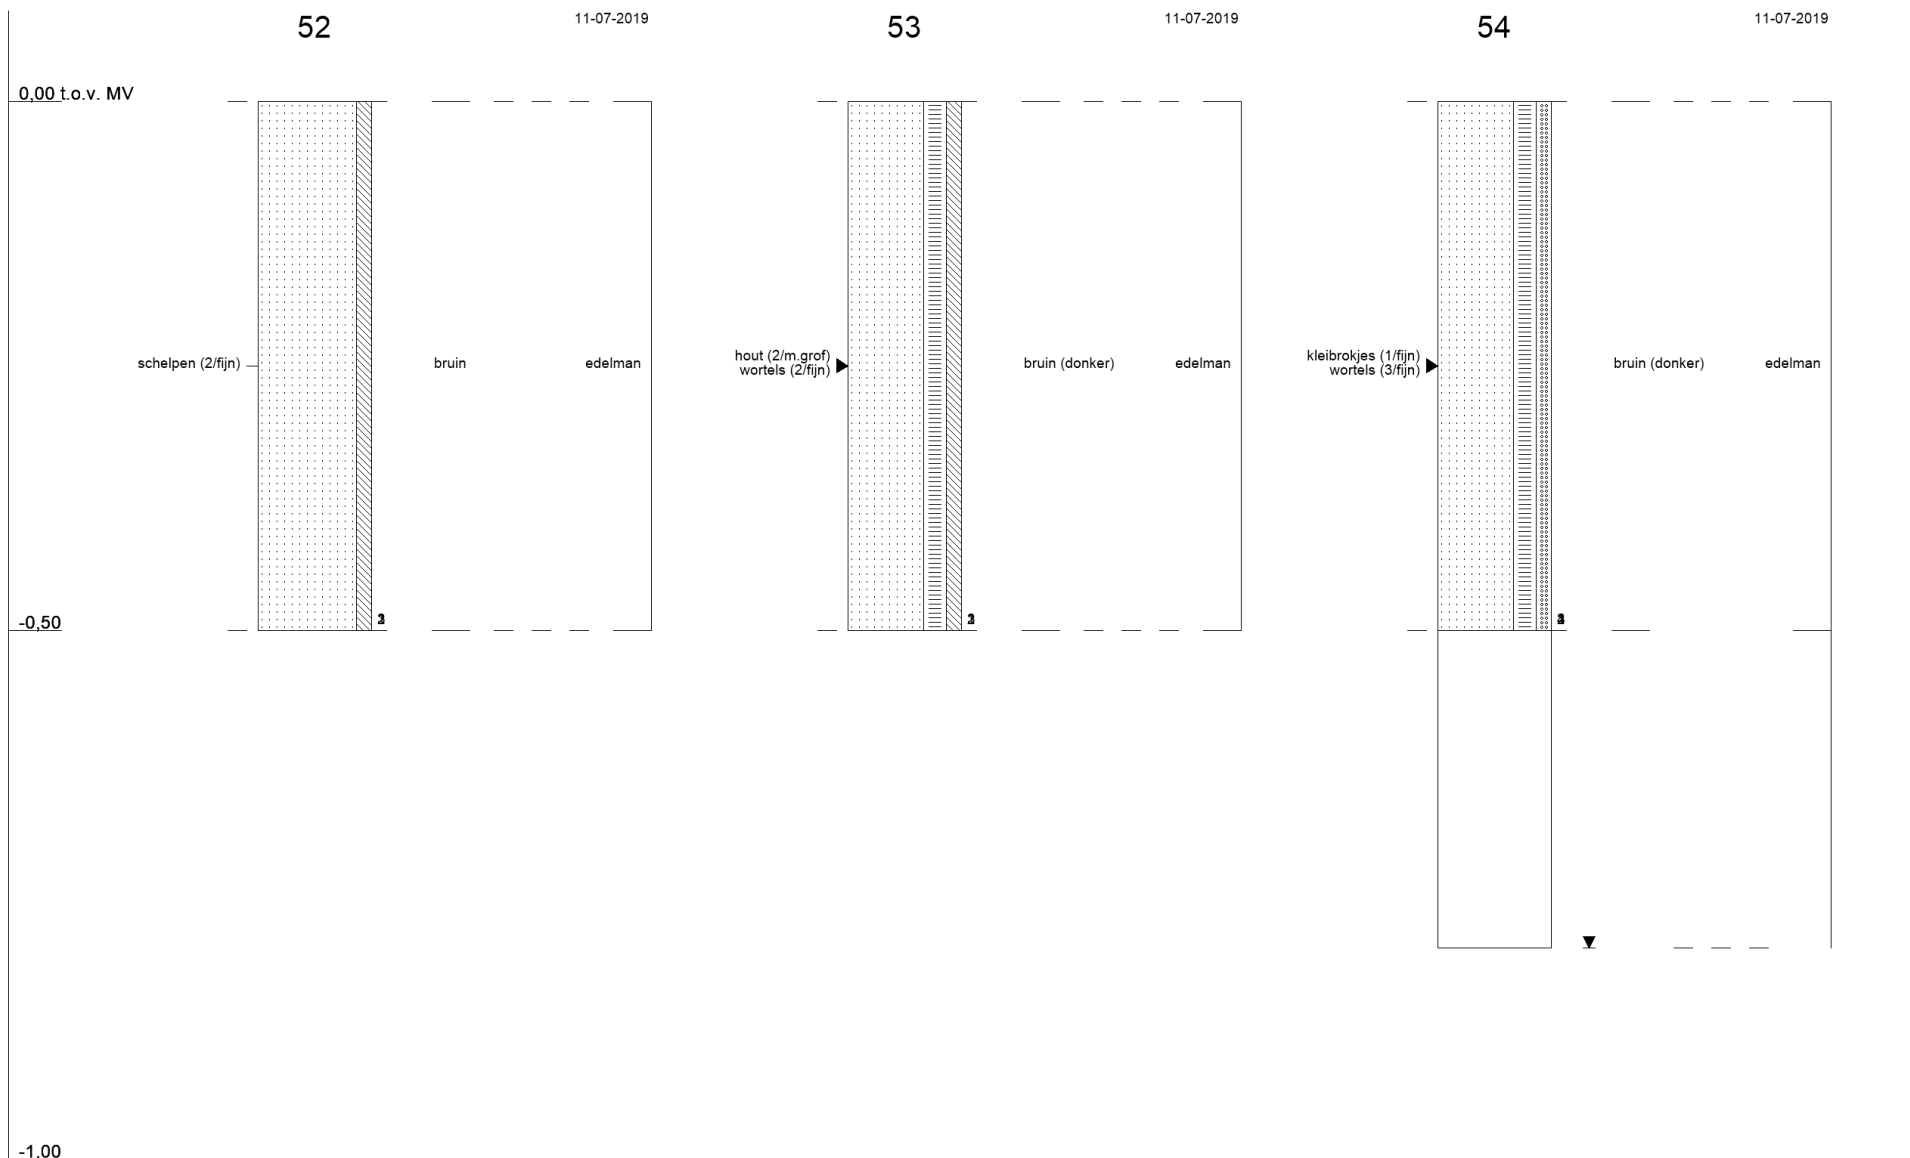 52
11-07-2019
53
11-07-2019
54
11-07-2019
0,00 t.o.v. MV
schelpen (2/fijn)
bruin
edelman
hout (2/m.grof)
wortels (2/fijn)
bruin (donker)
edelman
kleibrokjes (1/fijn)
wortels (3/fijn)
bruin (donker)
edelman
-0,50
-1,00